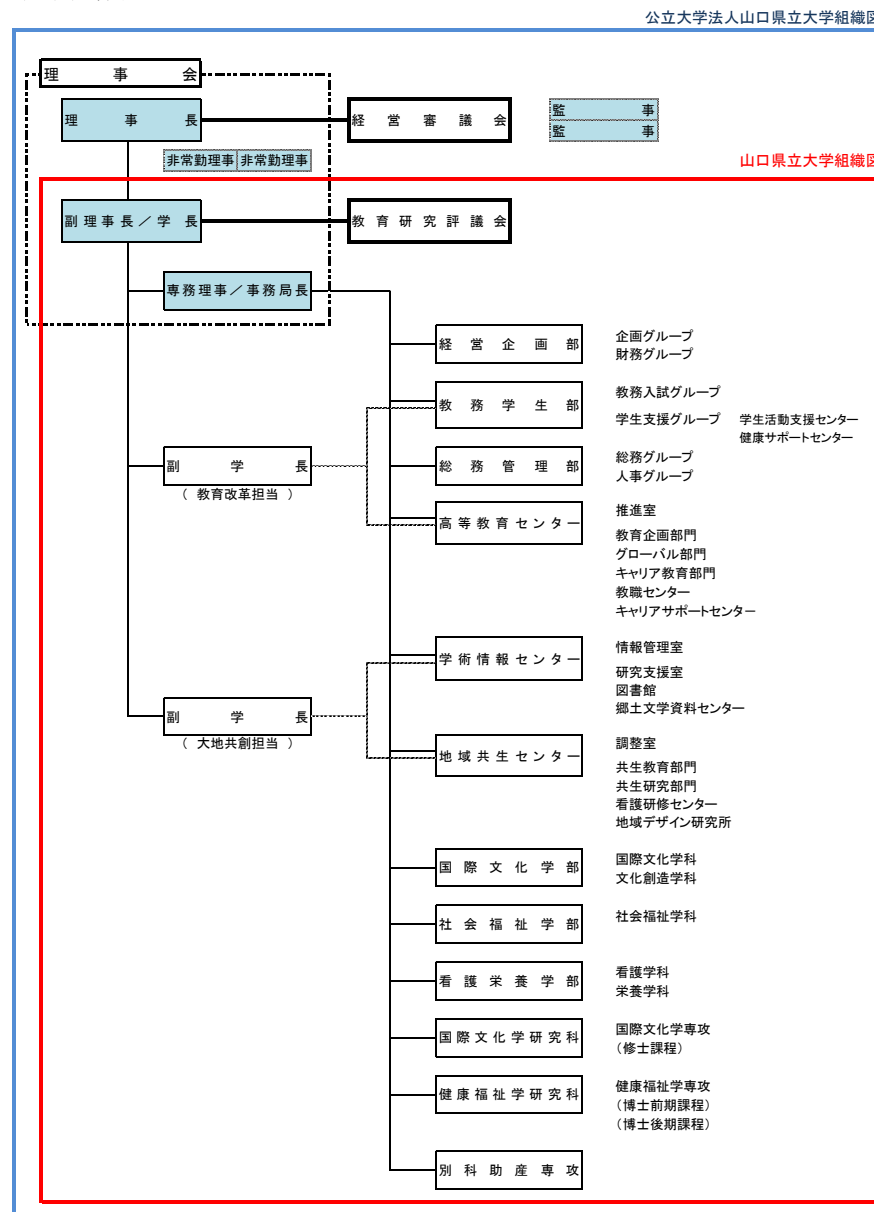 公立大学法人山口県立大学組織図
理事会
理事長
経営審議会
監事
監事
非常勤理事 非常勤理事
山口県立大学組織図
副理事長／学長
教育研究評議会
専務理事／事務局長
経営企画部
企画グループ
財務グループ
教務学生部
教務入試グループ
学生支援グループ 学生活動支援センター
健康サポートセンター
副学長
（ 教育改革担当 ）
総務管理部
総務グループ
人事グループ
高等教育センター
推進室
教育企画部門
グローバル部門
キャリア教育部門
教職センター
キャリアサポートセンター
学術情報センター
情報管理室
研究支援室
図書館
郷土文学資料センター
副学長
（ 大地共創担当 ）
地域共生センター
調整室
共生教育部門
共生研究部門
看護研修センター
地域デザイン研究所
国際文化学部
国際文化学科
文化創造学科
社会福祉学部
社会福祉学科
看護栄養学部
看護学科
栄養学科
国際文化学研究科
国際文化学専攻
（修士課程）
健康福祉学研究科
健康福祉学専攻
（博士前期課程）
（博士後期課程）
別科助産専攻